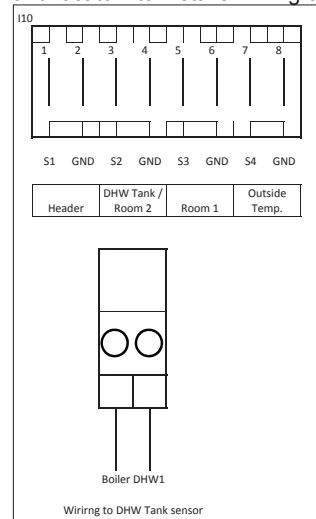 I10
1 2 3 4 5 6 7 8
S1 GND S2 GND S3 GND S4 GND
Header DHW Tank / Room 2 Room 1 Outside Temp.
Boiler DHW1
Wirirng to DHW Tank sensor